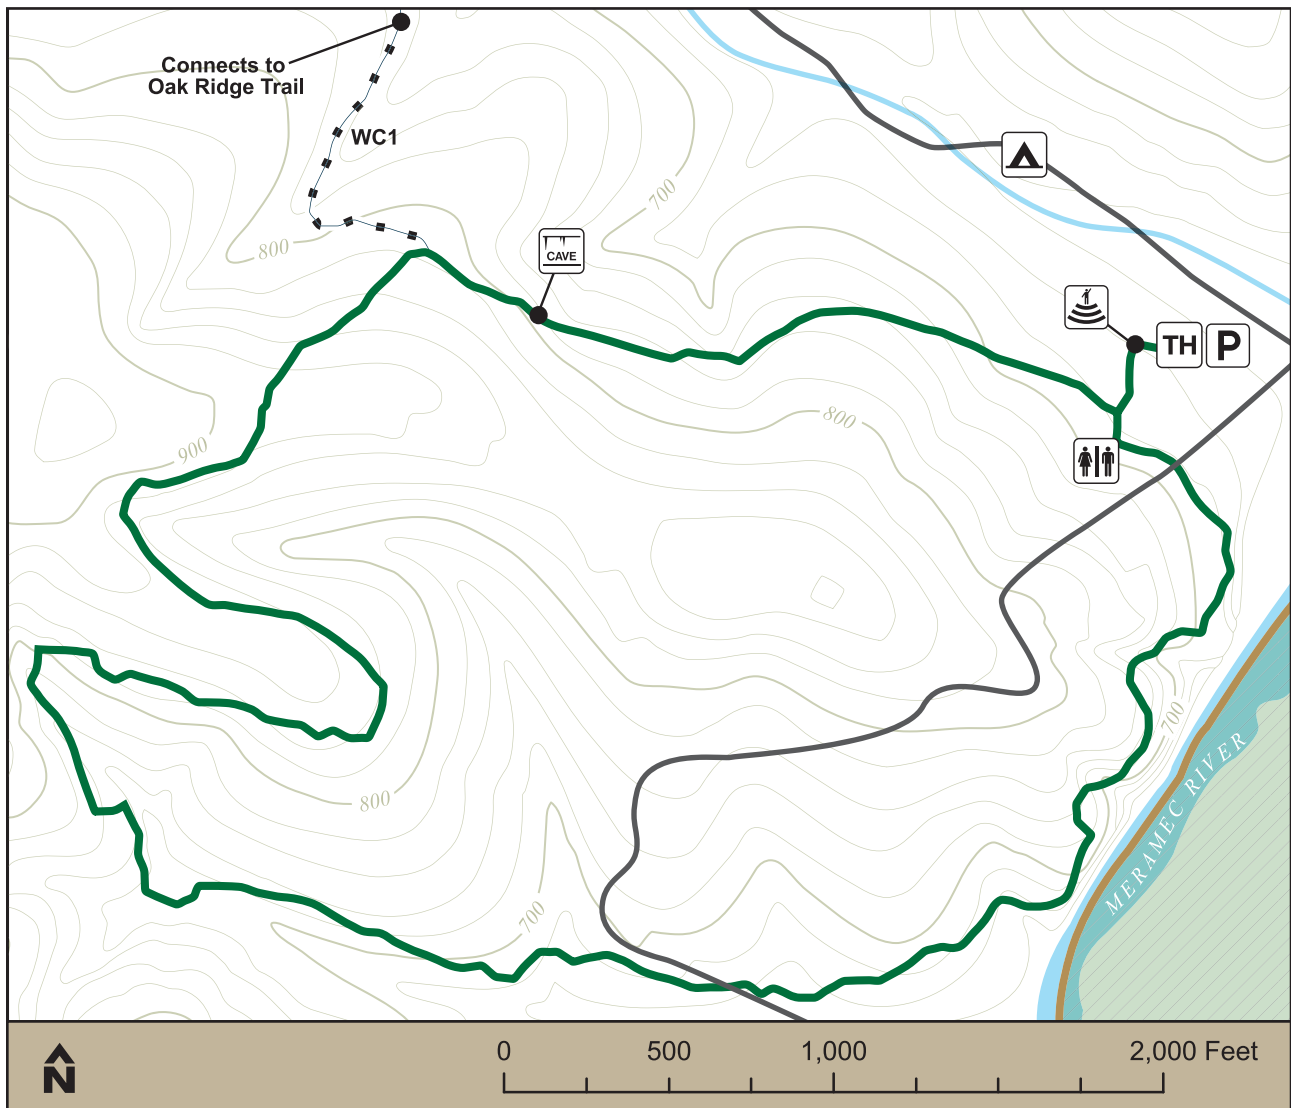 Connects to
Oak Ridge Trail
WC1
700
800
CAVE
TH P
800
900
700
MERAMEC RIVER
800
700
N
0 500 1,000 2,000 Feet